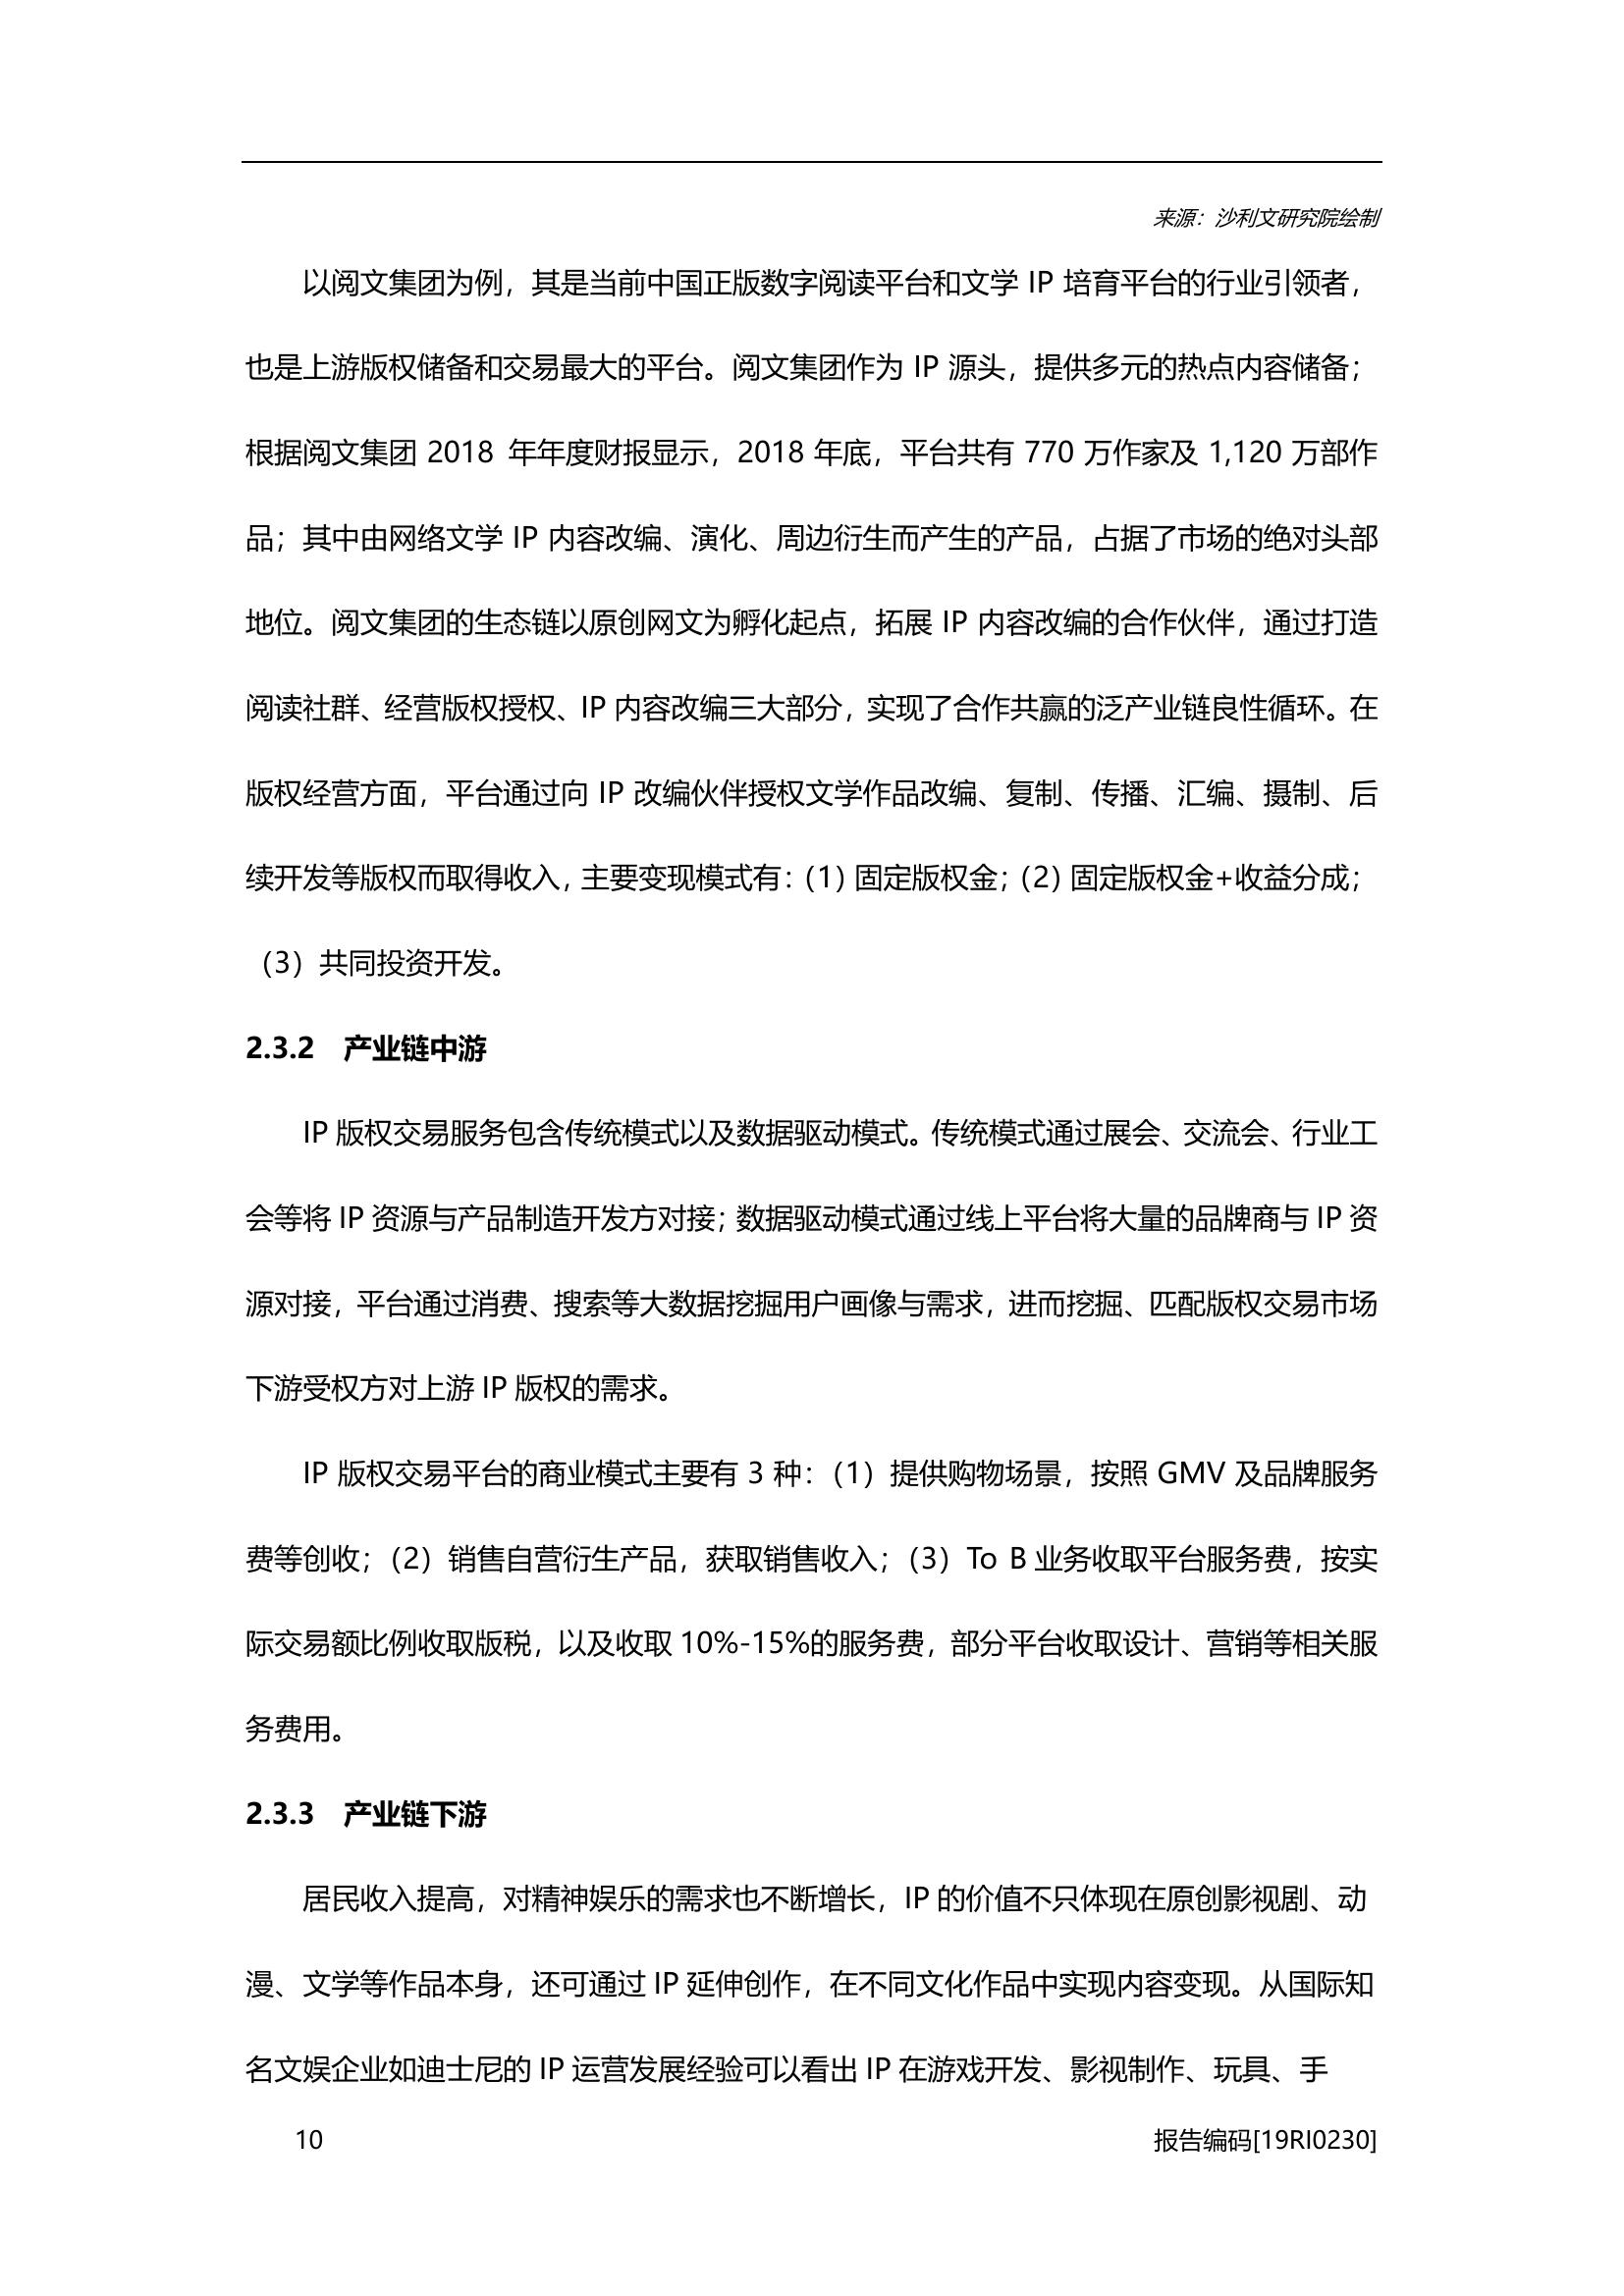 来源：沙利文研究院绘制
以阅文集团为例，其是当前中国正版数字阅读平台和文学 IP 培育平台的行业引领者，
也是上游版权储备和交易最大的平台。阅文集团作为 IP 源头，提供多元的热点内容储备；
根据阅文集团 2018 年年度财报显示，2018 年底，平台共有 770 万作家及 1,120 万部作
品；其中由网络文学 IP 内容改编、演化、周边衍生而产生的产品，占据了市场的绝对头部
地位。阅文集团的生态链以原创网文为孵化起点，拓展 IP 内容改编的合作伙伴，通过打造
阅读社群、经营版权授权、IP 内容改编三大部分，实现了合作共赢的泛产业链良性循环。在
版权经营方面，平台通过向 IP 改编伙伴授权文学作品改编、复制、传播、汇编、摄制、后
续开发等版权而取得收入，主要变现模式有：（1）固定版权金；（2）固定版权金+收益分成；
（3）共同投资开发。
2.3.2 产业链中游
IP 版权交易服务包含传统模式以及数据驱动模式。传统模式通过展会、交流会、行业工
会等将 IP 资源与产品制造开发方对接；数据驱动模式通过线上平台将大量的品牌商与 IP 资
源对接，平台通过消费、搜索等大数据挖掘用户画像与需求，进而挖掘、匹配版权交易市场
下游受权方对上游 IP 版权的需求。
IP 版权交易平台的商业模式主要有 3 种：（1）提供购物场景，按照 GMV 及品牌服务
费等创收；（2）销售自营衍生产品，获取销售收入；（3）To B 业务收取平台服务费，按实
际交易额比例收取版税，以及收取 10%-15%的服务费，部分平台收取设计、营销等相关服
务费用。
2.3.3 产业链下游
居民收入提高，对精神娱乐的需求也不断增长，IP 的价值不只体现在原创影视剧、动
漫、文学等作品本身，还可通过 IP 延伸创作，在不同文化作品中实现内容变现。从国际知
名文娱企业如迪士尼的 IP 运营发展经验可以看出 IP 在游戏开发、影视制作、玩具、手
10 报告编码[19RI0230]